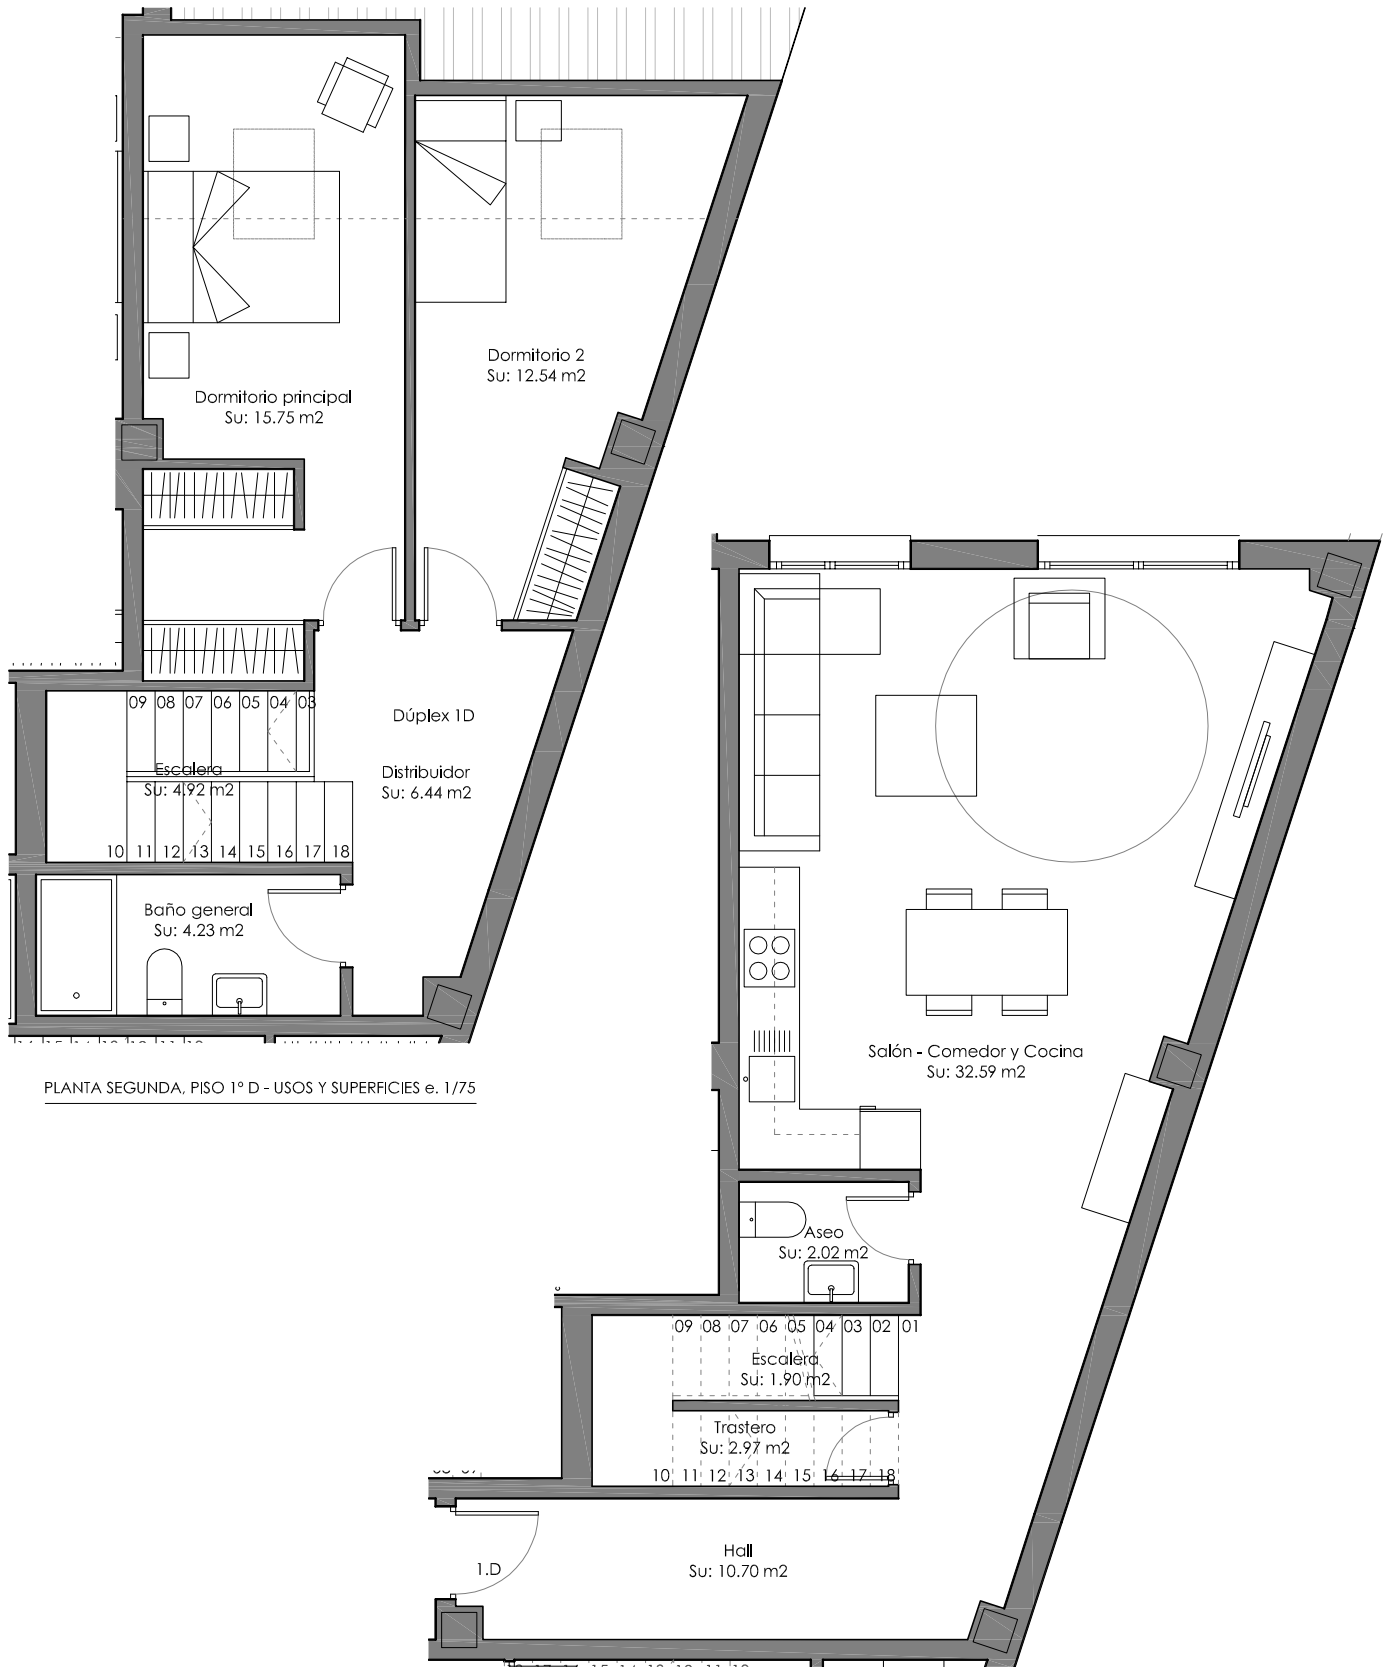 Dormitorio 2
Su: 12.54 m2
Dormitorio principal
Su: 15.75 m2
09 08 07 06 05 04 03
Dúplex 1D
Escalera
Su: 4.92 m2
Distribuidor
Su: 6.44 m2
10 11 12 13 14 15 16 17 18
Baño general
Su: 4.23 m2
PLANTA SEGUNDA, PISO 1º D - USOS Y SUPERFICIES e. 1/75
Salón - Comedor y Cocina
Su: 32.59 m2
Aseo
Su: 2.02 m2
09 08 07 06 05 04 03 02 01
Escalera
Su: 1.90 m2
Trastero
Su: 2.97 m2
10 11 12 13 14 15 16 17 18
Hall
Su: 10.70 m2
1.D